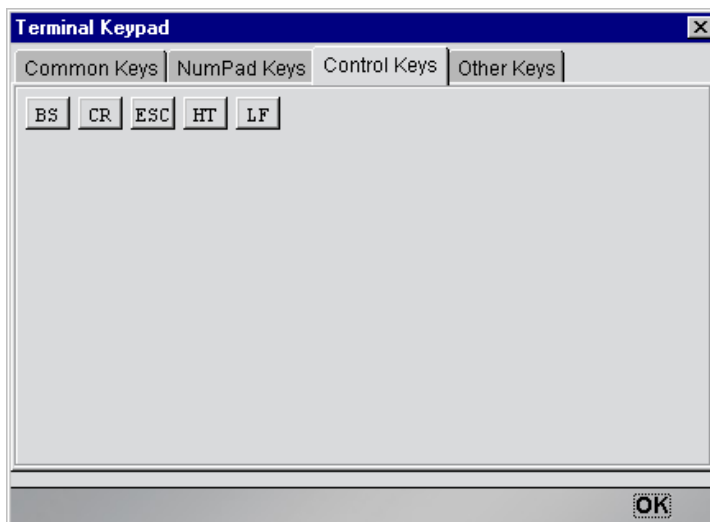 Terminal Keypad
Common Keys NumPad Keys Control Keys Other Keys
BS CR ESC HT LF
OK